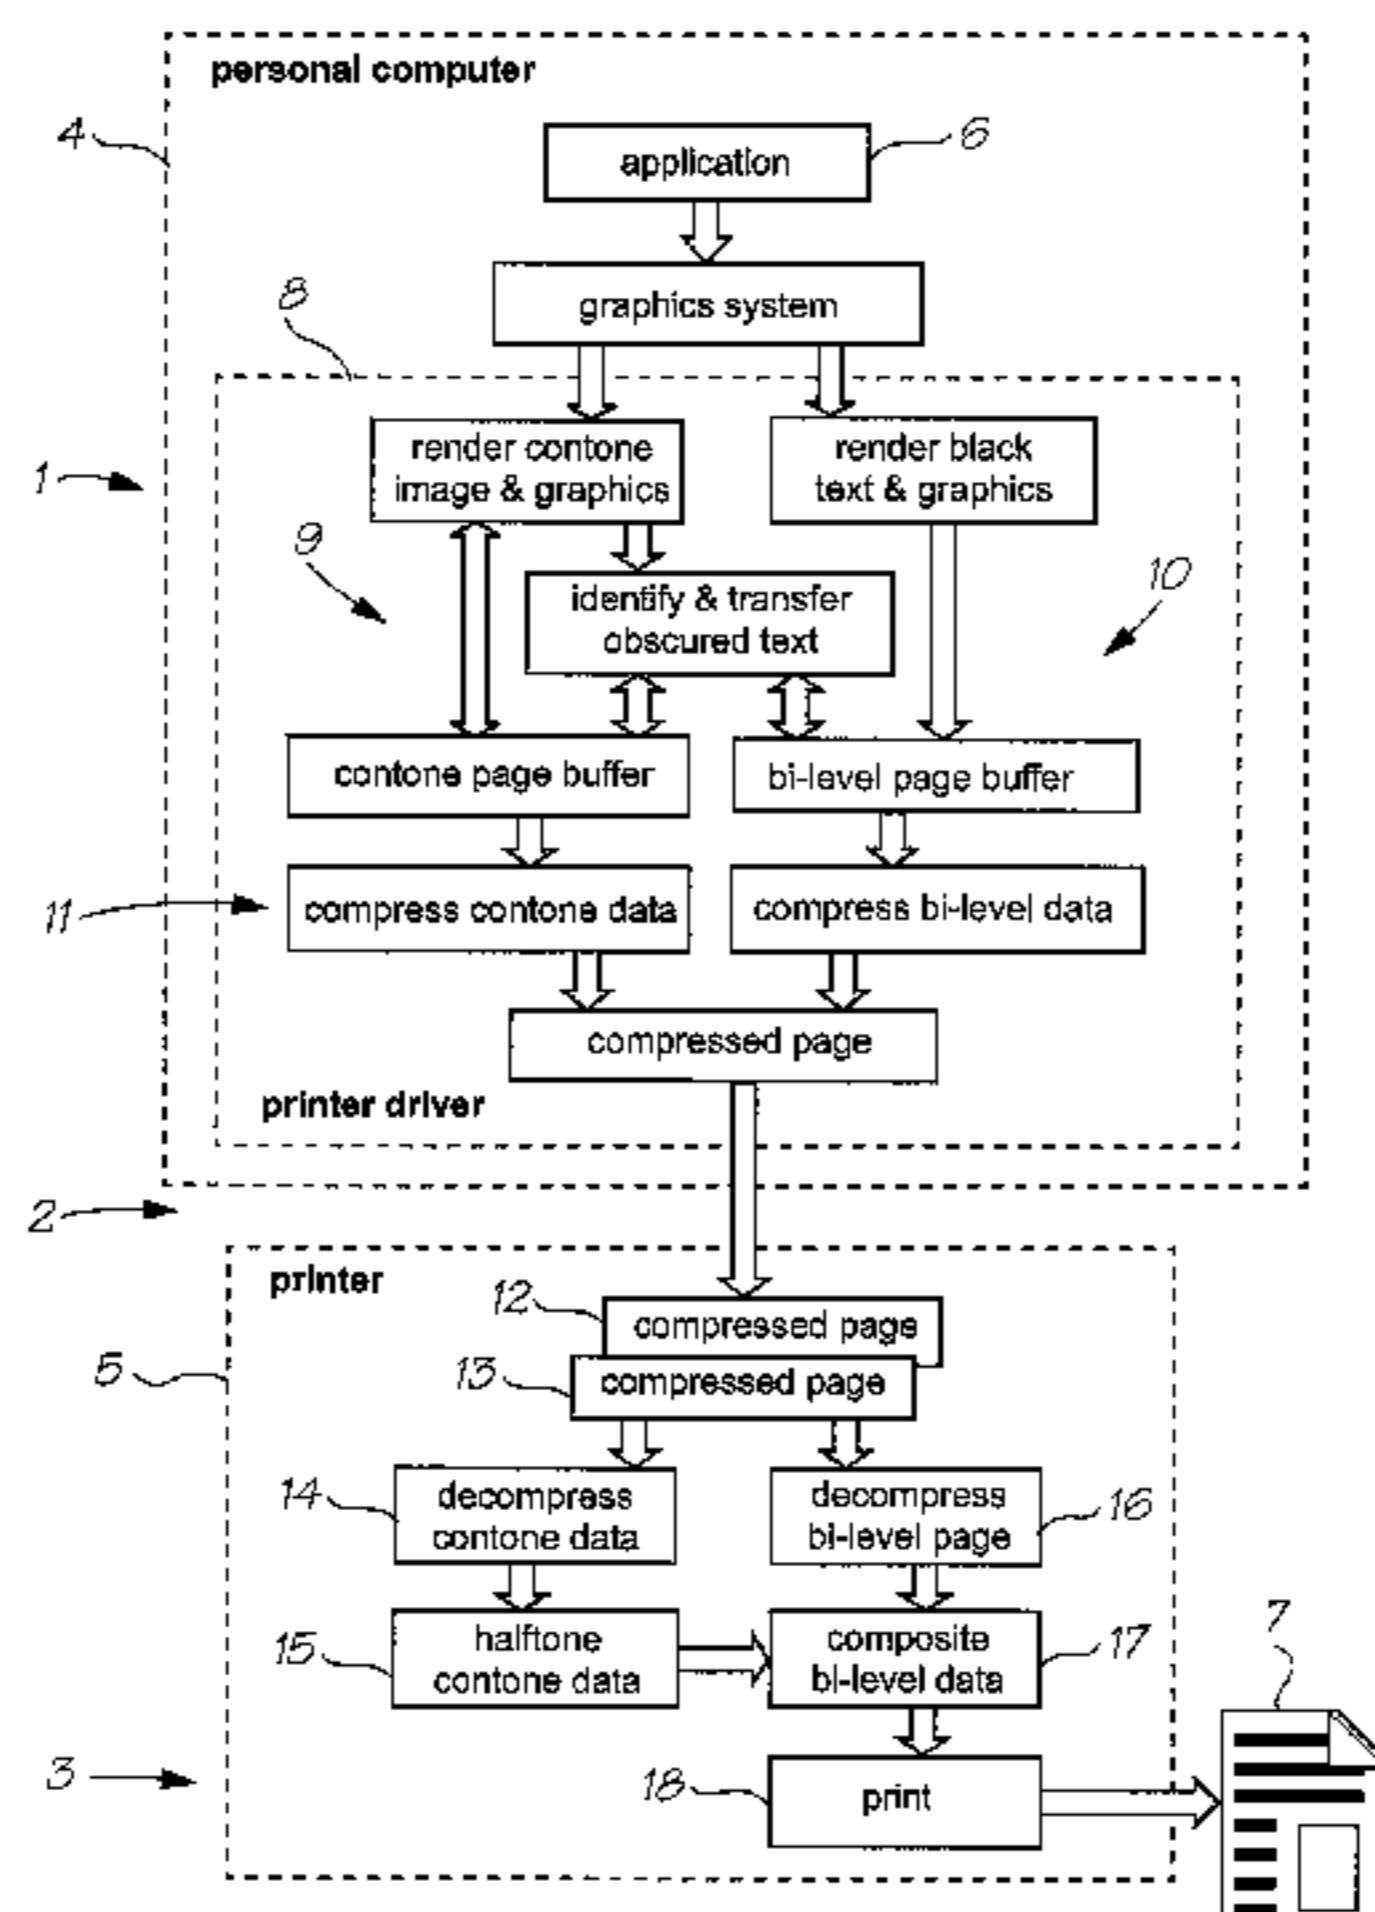 personal computer
4
application
6
graphics system
8
render contone
image & graphics
render black
text & graphics
1
9
identify & transfer
obscured text
10
contone page buffer
bi-level page buffer
11
compress contone data
compress bi-level data
compressed page
printer driver
2
printer
12
compressed page
5
13
compressed page
14
decompress
contone data
decompress
bi-level page
16
15
halftone
contone data
composite
bi-level data
17
7
3
18
print